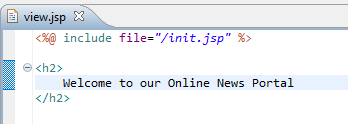 view.jsp
<%@ include file="/init.jsp" %>
<h2>
Welcome to our Online News Portal
</h2>